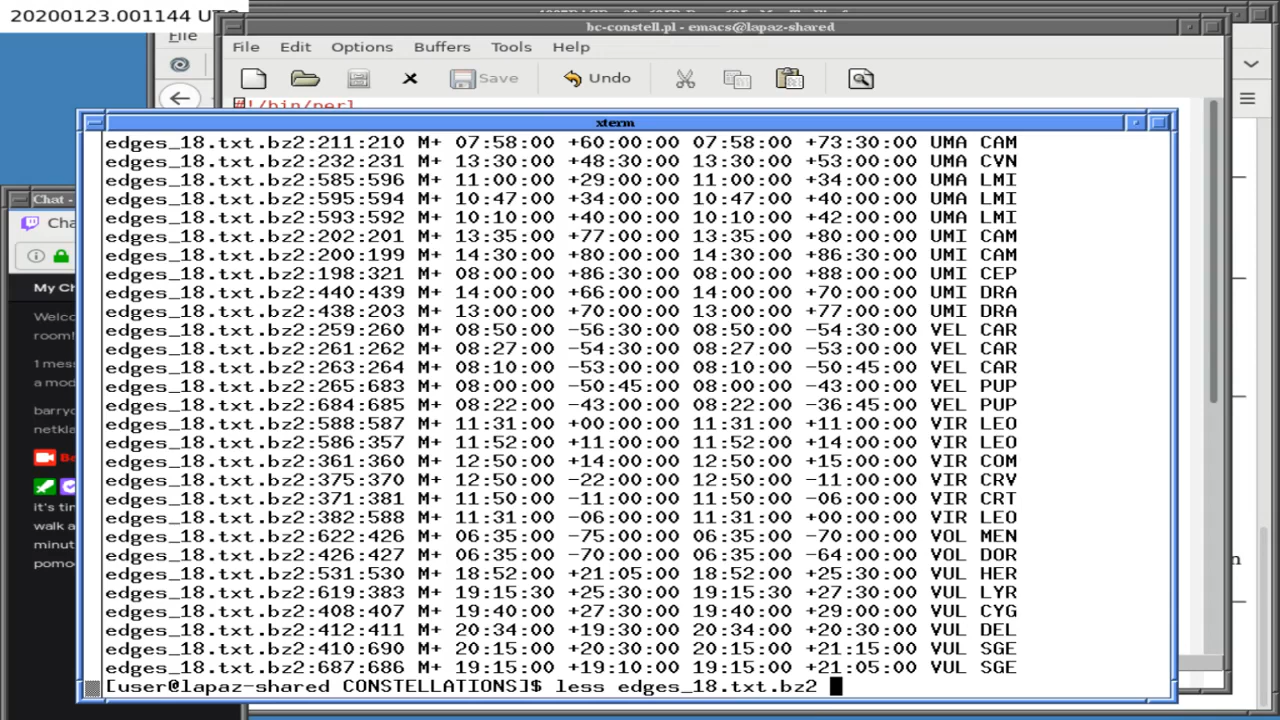 20200123.001144 UTC
File
bc-constell.pl - emacs@lapaz-shared
File Edit Options Buffers Tools Help
Save Undo
#!/bin/perl
xterm
edges_18.txt.bz2:211:210 M+ 07:58:00 +60:00:00 07:58:00 +73:30:00 UMA CAM
edges_18.txt.bz2:232:231 M+ 13:30:00 +48:30:00 13:30:00 +53:00:00 UMA CVN
edges_18.txt.bz2:585:596 M+ 11:00:00 +29:00:00 11:00:00 +34:00:00 UMA LMI
edges_18.txt.bz2:595:594 M+ 10:47:00 +34:00:00 10:47:00 +40:00:00 UMA LMI
edges_18.txt.bz2:593:592 M+ 10:10:00 +40:00:00 10:10:00 +42:00:00 UMA LMI
edges_18.txt.bz2:202:201 M+ 13:35:00 +77:00:00 13:35:00 +80:00:00 UMI CAM
edges_18.txt.bz2:200:199 M+ 14:30:00 +80:00:00 14:30:00 +86:30:00 UMI CAM
edges_18.txt.bz2:198:321 M+ 08:00:00 +86:30:00 08:00:00 +88:00:00 UMI CEP
edges_18.txt.bz2:440:439 M+ 14:00:00 +66:00:00 14:00:00 +70:00:00 UMI DRA
edges_18.txt.bz2:438:203 M+ 13:00:00 +70:00:00 13:00:00 +77:00:00 UMI DRA
edges_18.txt.bz2:259:260 M+ 08:50:00 -56:30:00 08:50:00 -54:30:00 VEL CAR
edges_18.txt.bz2:261:262 M+ 08:27:00 -54:30:00 08:27:00 -53:00:00 VEL CAR
edges_18.txt.bz2:263:264 M+ 08:10:00 -53:00:00 08:10:00 -50:45:00 VEL CAR
edges_18.txt.bz2:265:683 M+ 08:00:00 -50:45:00 08:00:00 -43:00:00 VEL PUP
edges_18.txt.bz2:684:685 M+ 08:22:00 -43:00:00 08:22:00 -36:45:00 VEL PUP
edges_18.txt.bz2:588:587 M+ 11:31:00 +00:00:00 11:31:00 +11:00:00 VIR LEO
edges_18.txt.bz2:586:357 M+ 11:52:00 +11:00:00 11:52:00 +14:00:00 VIR LEO
edges_18.txt.bz2:361:360 M+ 12:50:00 +14:00:00 12:50:00 +15:00:00 VIR COM
edges_18.txt.bz2:375:370 M+ 12:50:00 -22:00:00 12:50:00 -11:00:00 VIR CRV
edges_18.txt.bz2:371:381 M+ 11:50:00 -11:00:00 11:50:00 -06:00:00 VIR CRT
edges_18.txt.bz2:382:588 M+ 11:31:00 -06:00:00 11:31:00 +00:00:00 VIR LEO
edges_18.txt.bz2:622:426 M+ 06:35:00 -75:00:00 06:35:00 -70:00:00 VOL MEN
edges_18.txt.bz2:426:427 M+ 06:35:00 -70:00:00 06:35:00 -64:00:00 VOL DOR
edges_18.txt.bz2:531:530 M+ 18:52:00 +21:05:00 18:52:00 +25:30:00 VUL HER
edges_18.txt.bz2:619:383 M+ 19:15:30 +25:30:00 19:15:30 +27:30:00 VUL LYR
edges_18.txt.bz2:408:407 M+ 19:40:00 +27:30:00 19:40:00 +29:00:00 VUL CYG
edges_18.txt.bz2:412:411 M+ 20:34:00 +19:30:00 20:34:00 +20:30:00 VUL DEL
edges_18.txt.bz2:410:690 M+ 20:15:00 +20:30:00 20:15:00 +21:15:00 VUL SGE
edges_18.txt.bz2:687:686 M+ 19:15:00 +19:10:00 19:15:00 +21:05:00 VUL SGE
[user@lapaz-shared CONSTELLATIONS]$ less edges_18.txt.bz2
Chat -
Cha
My Ch
Welco
room!
1 mess
a mod
barryc
netkla
Be
it's tim
walk a
minut
pomo
n